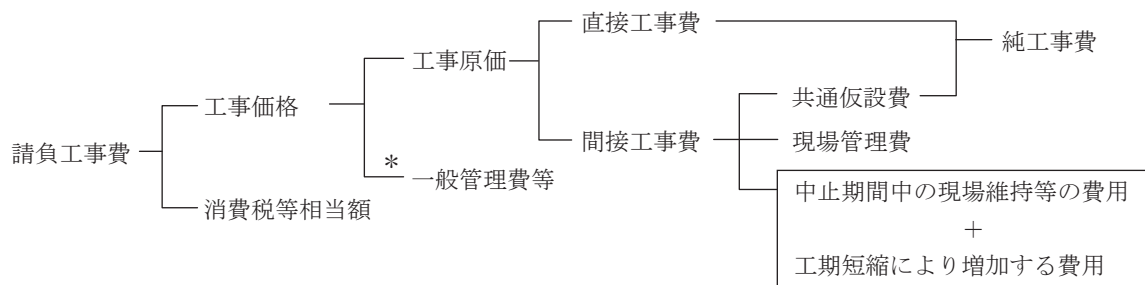 直接工事費
純工事費
工事原価
共通仮設費
工事価格
間接工事費
現場管理費
請負工事費
*
一般管理費等
中止期間中の現場維持等の費用
+
工期短縮により増加する費用
消費税等相当額